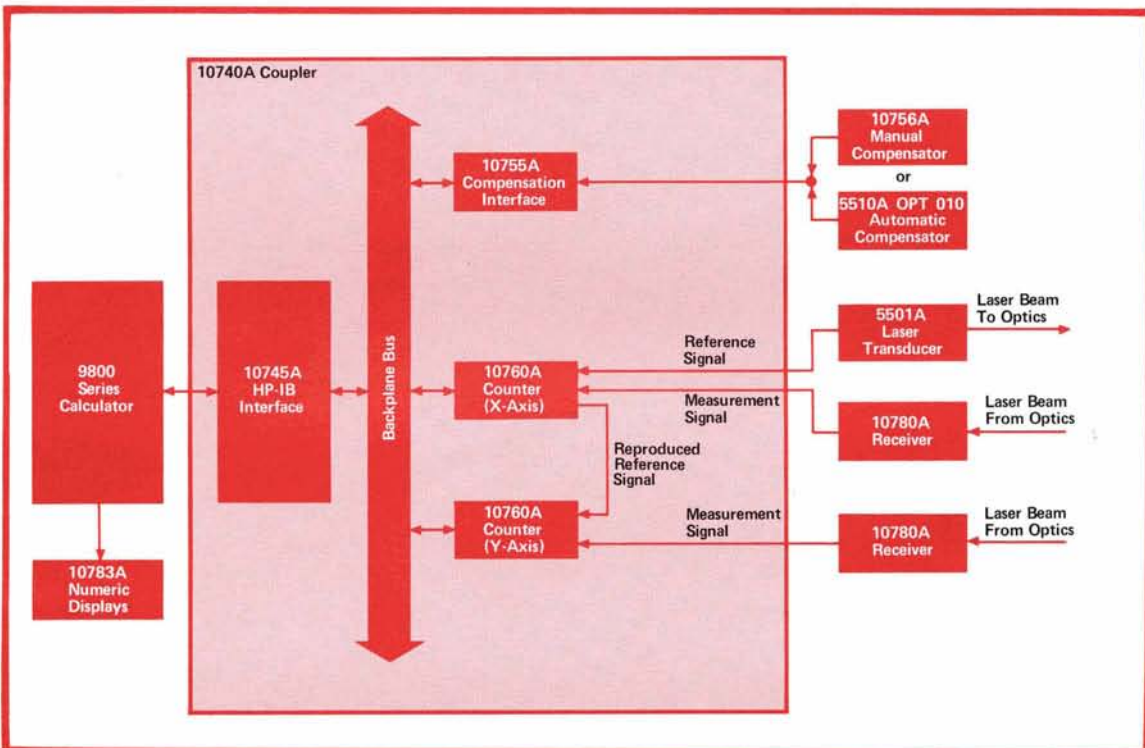 10740A Coupler
10756A
Manual
Compensator
or
5510A OPT 010
Automatic
Compensator
10755A
Compensation
Interface
9800
Series
Calculator
10745A
HP-IB
Interface
Backplane Bus
10760A
Counter
(X-Axis)
Reference
Signal
Measurement
Signal
5501A
Laser
Transducer
Laser Beam
To Optics
10780A
Receiver
Laser Beam
From Optics
Reproduced
Reference
Signal
10760A
Counter
(Y-Axis)
Measurement
Signal
10780A
Receiver
Laser Beam
From Optics
10783A
Numeric
Displays